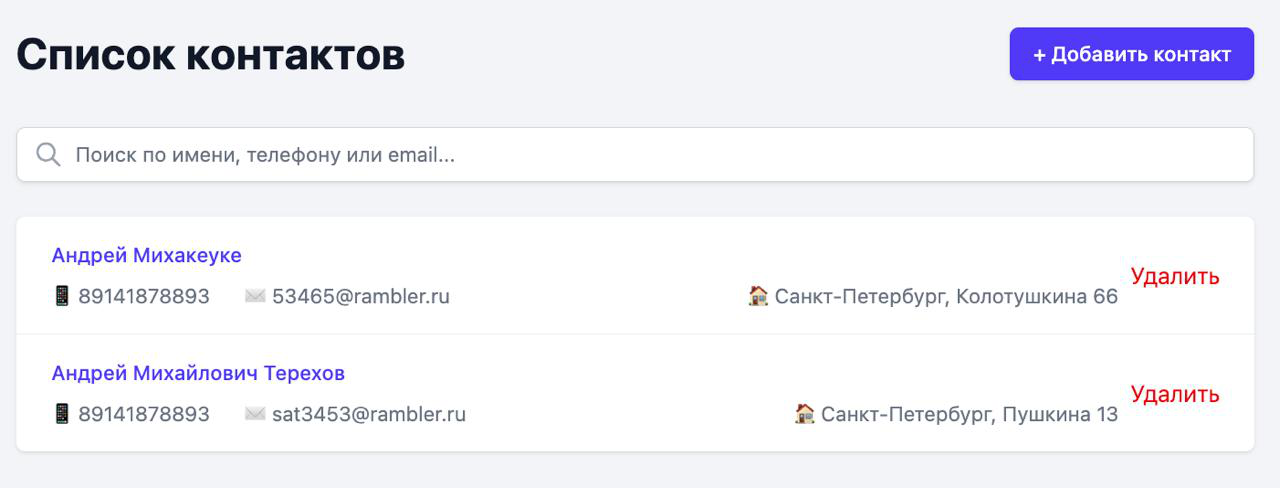 Список контактов
+ Добавить контакт
Поиск по имени, телефону или email...
Андрей Михакеуке
89141878893 53465@rambler.ru Санкт-Петербург, Колотушкина 66
Удалить
Андрей Михайлович Терехов
89141878893 sat3453@rambler.ru Санкт-Петербург, Пушкина 13
Удалить